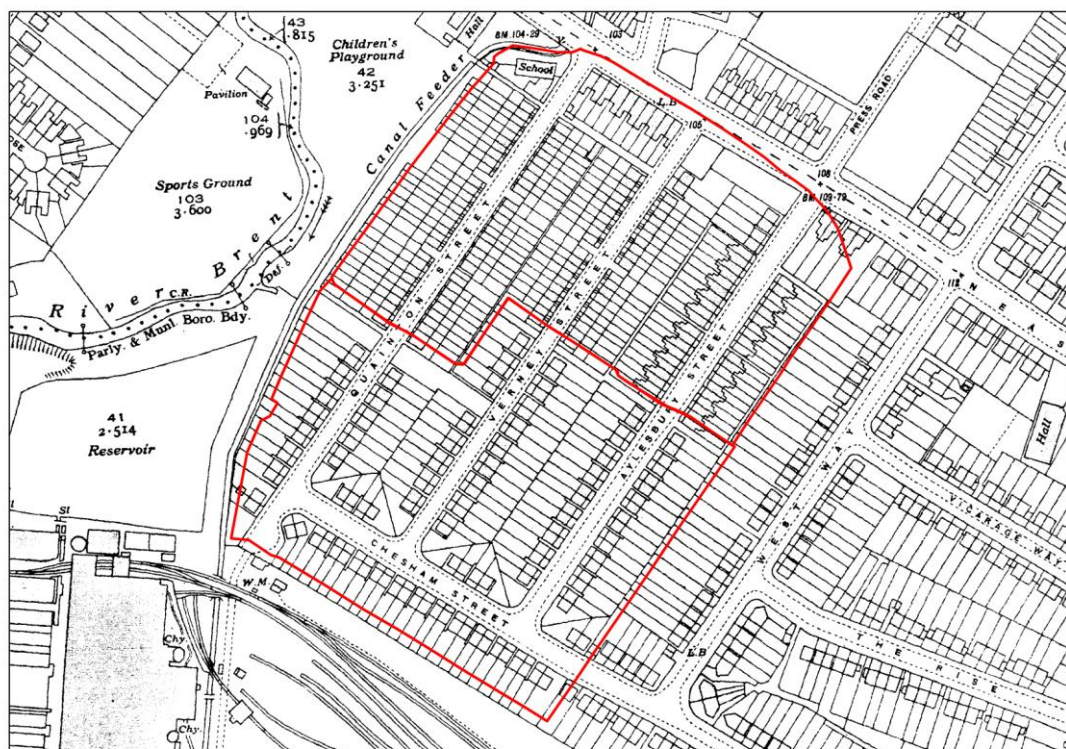 43
.815
Children's
Playground
42
3.251
Hall
BM.104.29
103
School
Canal Feeder
Pavilion
104
.969
L.B
105
PRESS ROAD
108
BM.109.79
Sports Ground
103
3.600
River Brent
C.R.
Parly. & Munl. Boro. Bdy.
112
NEAS
QUAINTON STREET
VERNEY STREET
AYLESBURY STREET
WEST WAY
VICARAGE WAY
Hall
41
2.514
Reservoir
CHESHAM STREET
THE RISE
L.B
Sl
W.M
Chy.
Chy.